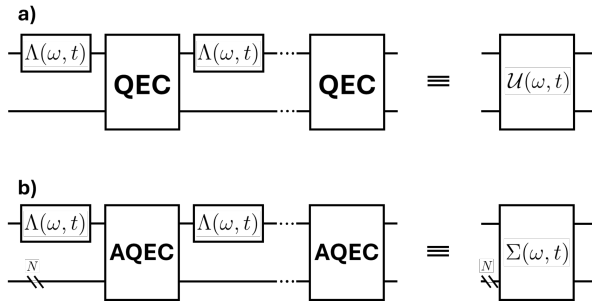 a)
Λ(ω, t) QEC Λ(ω, t) QEC ≡ 𝒰(ω, t)
b)
Λ(ω, t) AQEC Λ(ω, t) AQEC ≡ Σ(ω, t)
N N